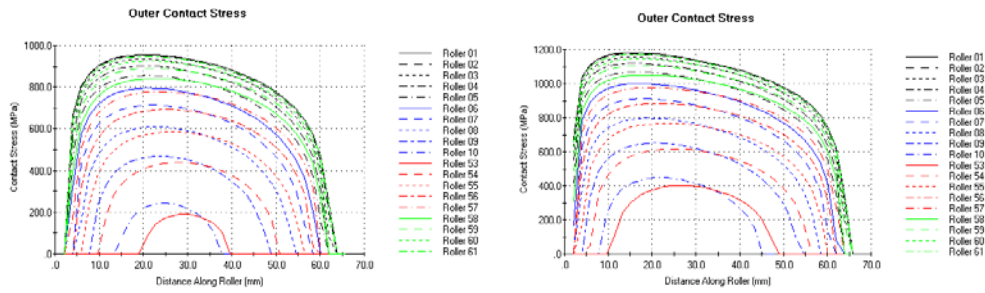 Outer Contact Stress
1000.0
800.0
600.0
400.0
200.0
.0
Contact Stress (MPa)
.0 10.0 20.0 30.0 40.0 50.0 60.0 70.0
Distance Along Roller (mm)
Roller 01
Roller 02
Roller 03
Roller 04
Roller 05
Roller 06
Roller 07
Roller 08
Roller 09
Roller 10
Roller 53
Roller 54
Roller 55
Roller 56
Roller 57
Roller 58
Roller 59
Roller 60
Roller 61
Outer Contact Stress
1200.0
1000.0
800.0
600.0
400.0
200.0
.0
Contact Stress (MPa)
.0 10.0 20.0 30.0 40.0 50.0 60.0 70.0
Distance Along Roller (mm)
Roller 01
Roller 02
Roller 03
Roller 04
Roller 05
Roller 06
Roller 07
Roller 08
Roller 09
Roller 10
Roller 53
Roller 54
Roller 55
Roller 56
Roller 57
Roller 58
Roller 59
Roller 60
Roller 61